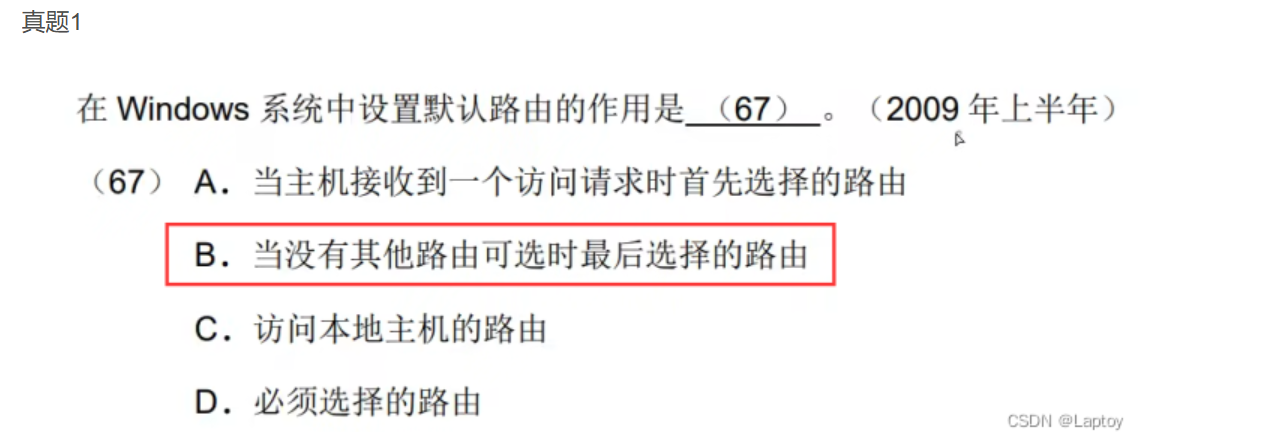 真题1
在 Windows 系统中设置默认路由的作用是 （67） 。（2009 年上半年）
（67） A．当主机接收到一个访问请求时首先选择的路由
B．当没有其他路由可选时最后选择的路由
C．访问本地主机的路由
D．必须选择的路由
CSDN @Laptoy